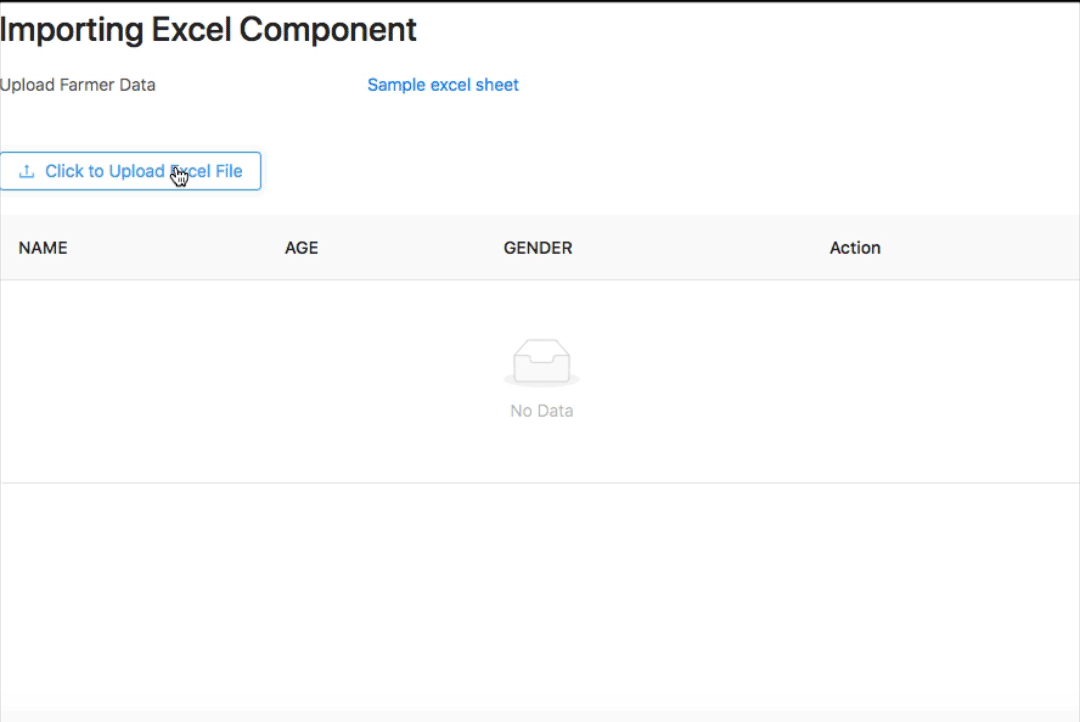 Importing Excel Component
Upload Farmer Data Sample excel sheet
Click to Upload Excel File
NAME AGE GENDER Action
No Data